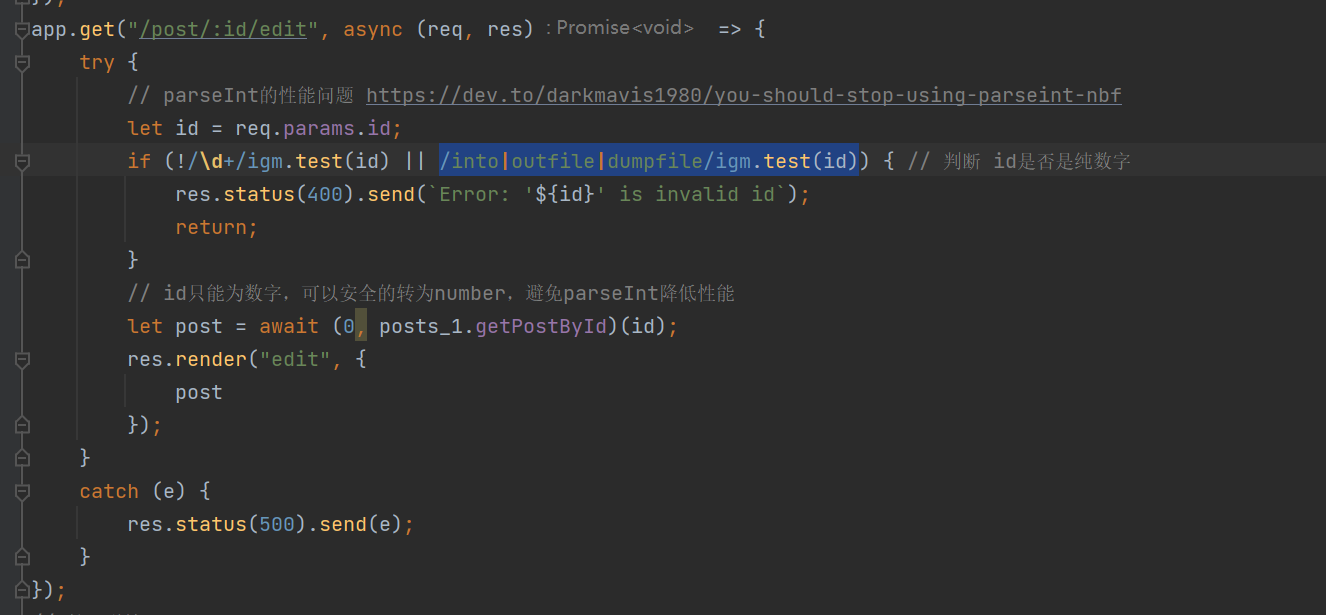 app.get("/post/:id/edit", async (req, res) : Promise<void> => {
try {
// parseInt的性能问题 https://dev.to/darkmavis1980/you-should-stop-using-parseint-nbf
let id = req.params.id;
if (!/\d+/igm.test(id) || /into|outfile|dumpfile/igm.test(id)) { // 判断 id是否是纯数字
res.status(400).send(`Error: '${id}' is invalid id`);
return;
}
// id只能为数字，可以安全的转为number，避免parseInt降低性能
let post = await (0, posts_1.getPostById)(id);
res.render("edit", {
post
});
}
catch (e) {
res.status(500).send(e);
}
});